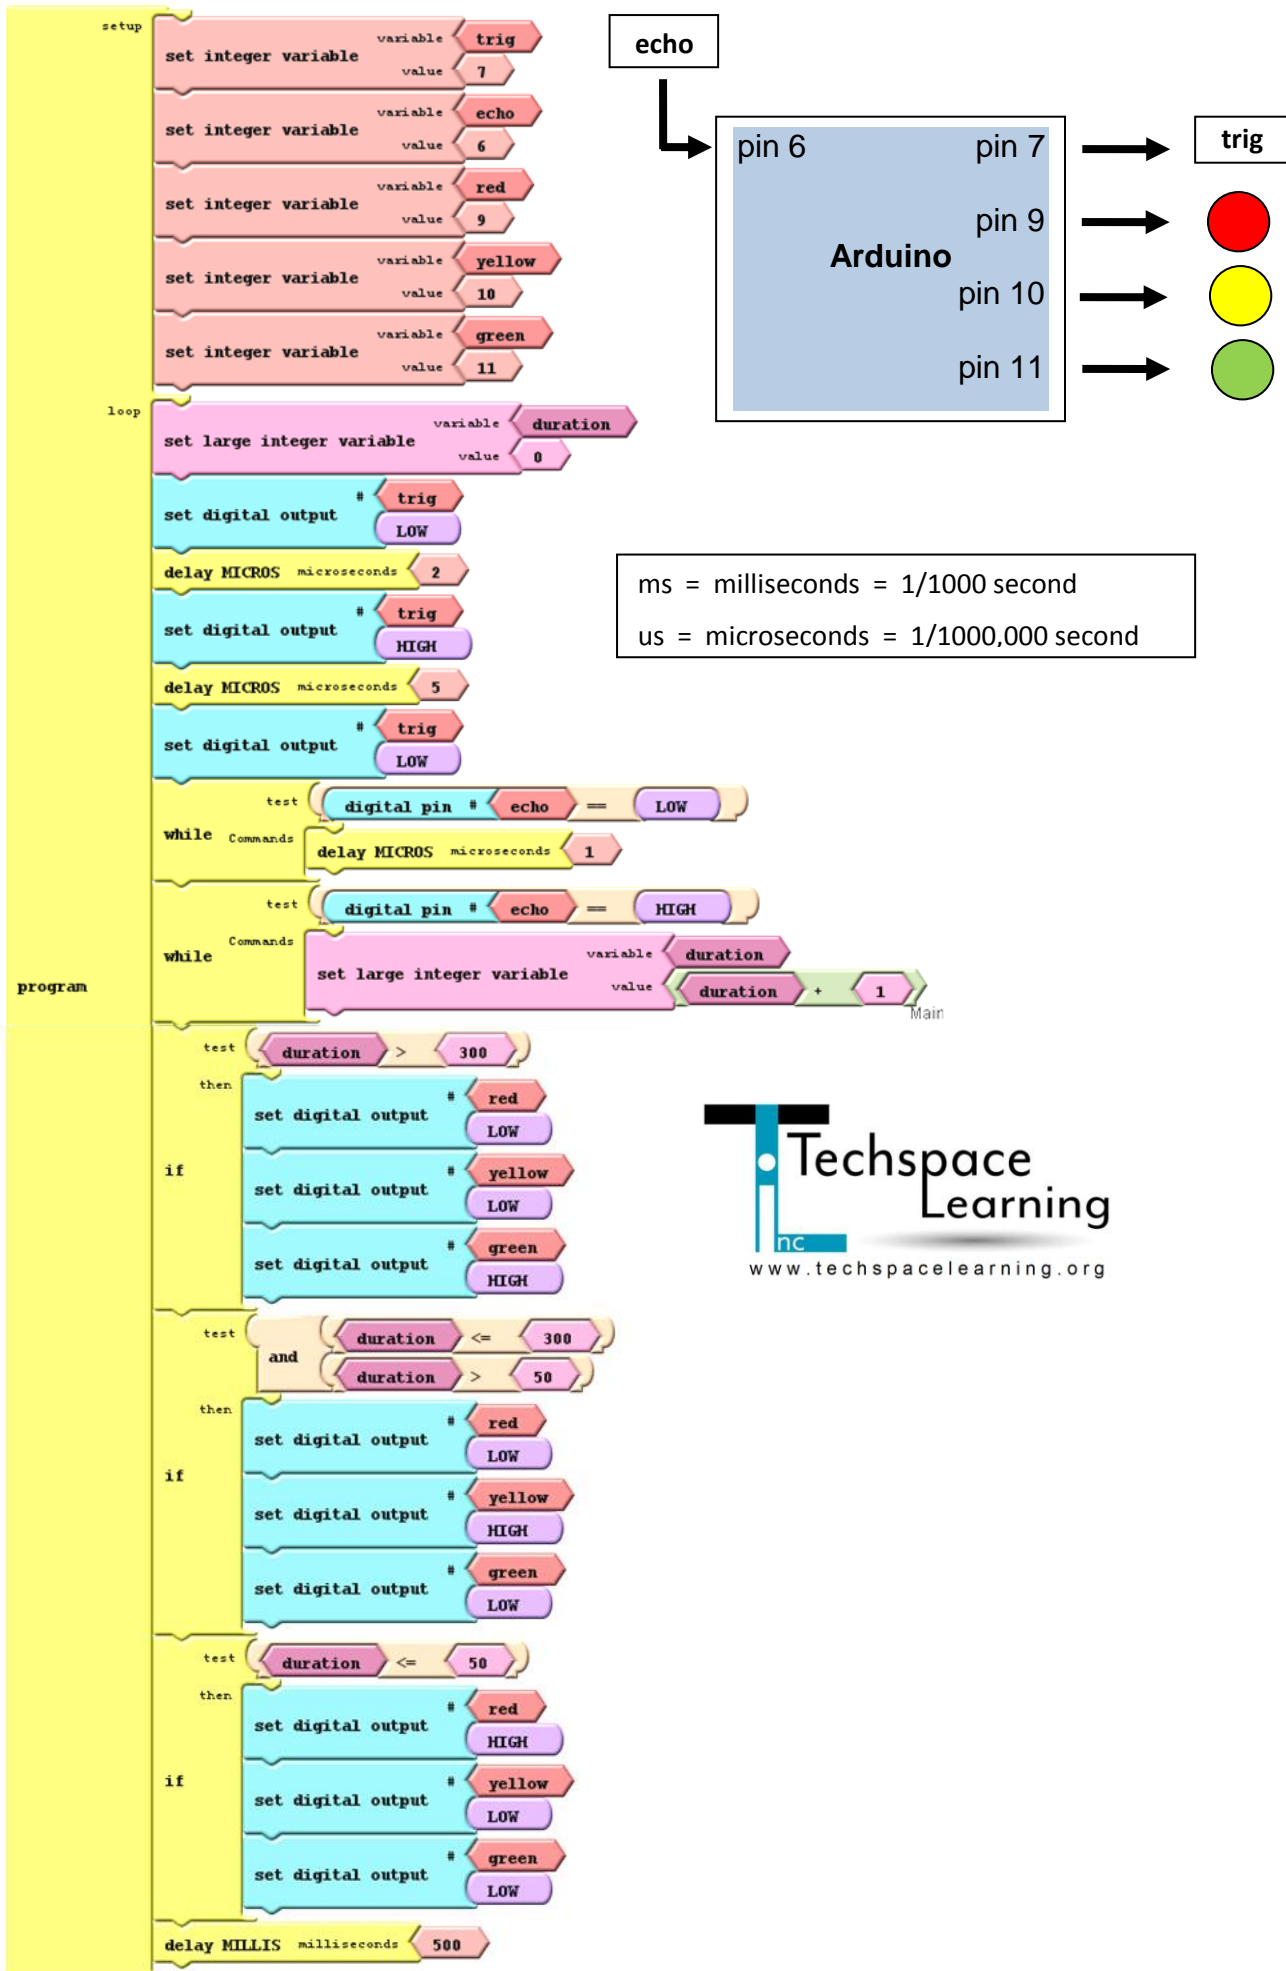 setup
set integer variable variable trig
value 7
set integer variable variable echo
value 6
set integer variable variable red
value 9
set integer variable variable yellow
value 10
set integer variable variable green
value 11
echo
pin 6 pin 7
trig
pin 9
Arduino
pin 10
pin 11
loop
set large integer variable variable duration
value 0
set digital output # trig
LOW
delay MICROS microseconds 2
set digital output # trig
HIGH
delay MICROS microseconds 5
set digital output # trig
LOW
ms = milliseconds = 1/1000 second
us = microseconds = 1/1000,000 second
while test digital pin # echo == LOW
Commands delay MICROS microseconds 1
while test digital pin # echo == HIGH
Commands set large integer variable variable duration
value duration + 1
Main
program
if test duration > 300
then set digital output # red
LOW
set digital output # yellow
LOW
set digital output # green
HIGH
Techspace
Learning
nc
www.techspacelearning.org
if test and duration <= 300
duration > 50
then set digital output # red
LOW
set digital output # yellow
HIGH
set digital output # green
LOW
if test duration <= 50
then set digital output # red
HIGH
set digital output # yellow
LOW
set digital output # green
LOW
delay MILLIS milliseconds 500